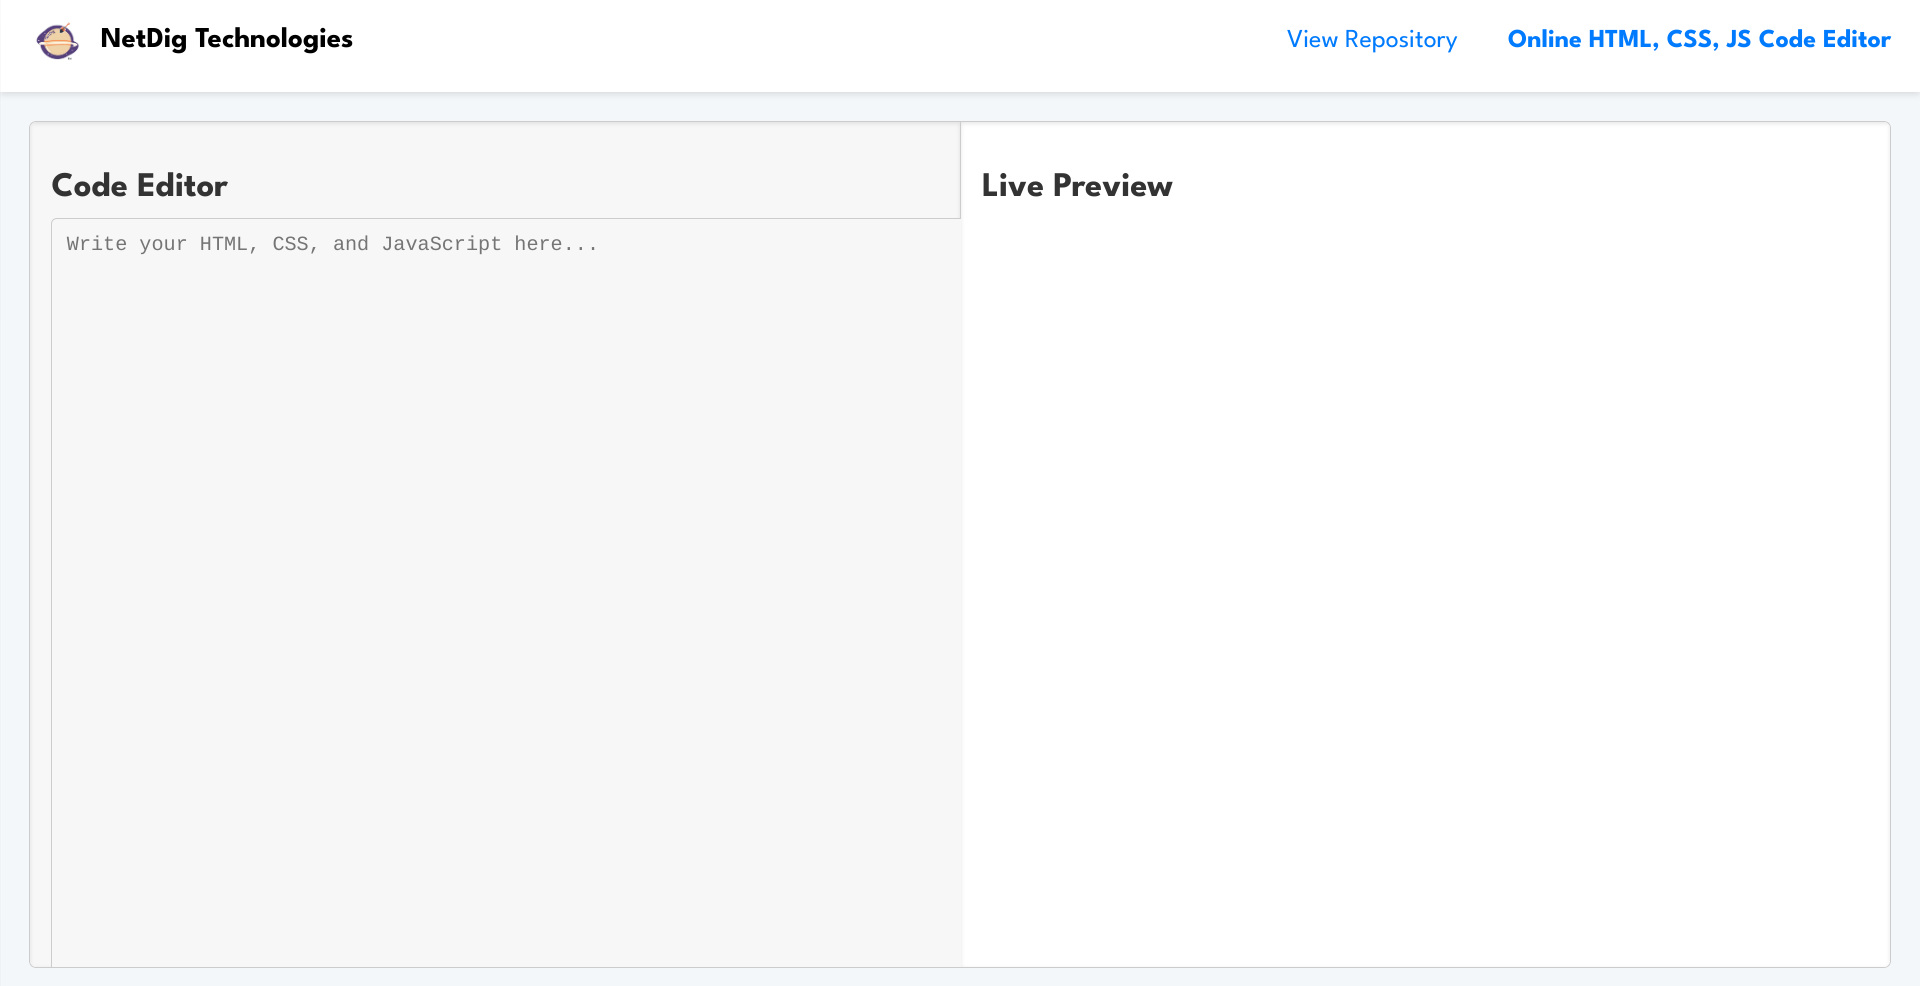 NetDig Technologies
View Repository
Online HTML, CSS, JS Code Editor
Code Editor
Write your HTML, CSS, and JavaScript here...
Live Preview